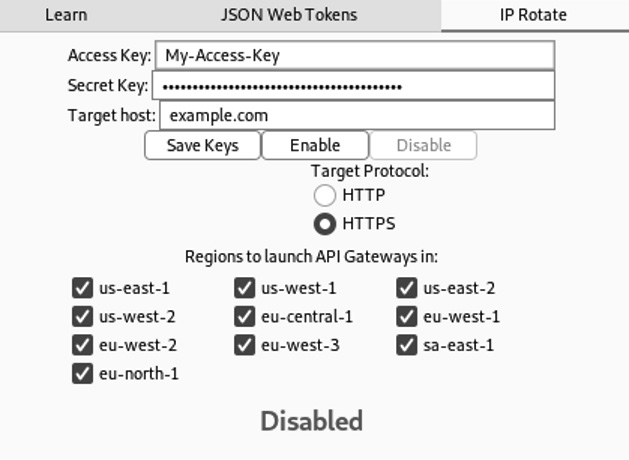 Learn JSON Web Tokens IP Rotate
Access Key: My-Access-Key
Secret Key: ••••••••••••••••••••••••••••••••••••••••
Target host: example.com
Save Keys Enable Disable
Target Protocol:
HTTP
HTTPS
Regions to launch API Gateways in:
us-east-1 us-west-1 us-east-2
us-west-2 eu-central-1 eu-west-1
eu-west-2 eu-west-3 sa-east-1
eu-north-1
Disabled